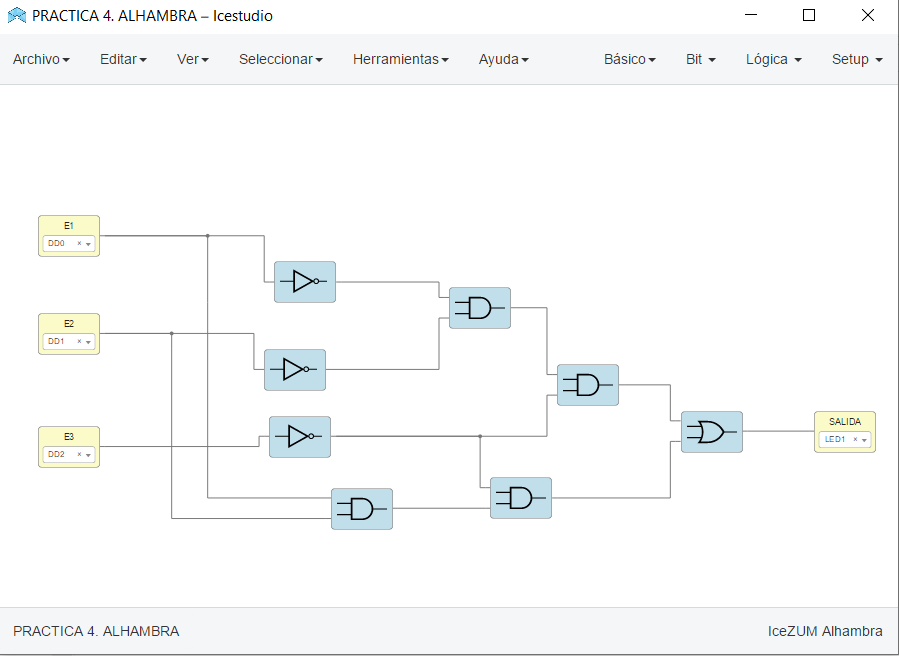 PRACTICA 4. ALHAMBRA – Icestudio
Archivo Editar Ver Seleccionar Herramientas Ayuda Básico Bit Lógica Setup
E1
DD0 ×
E2
DD1 ×
E3
DD2 ×
SALIDA
LED1 ×
PRACTICA 4. ALHAMBRA IceZUM Alhambra